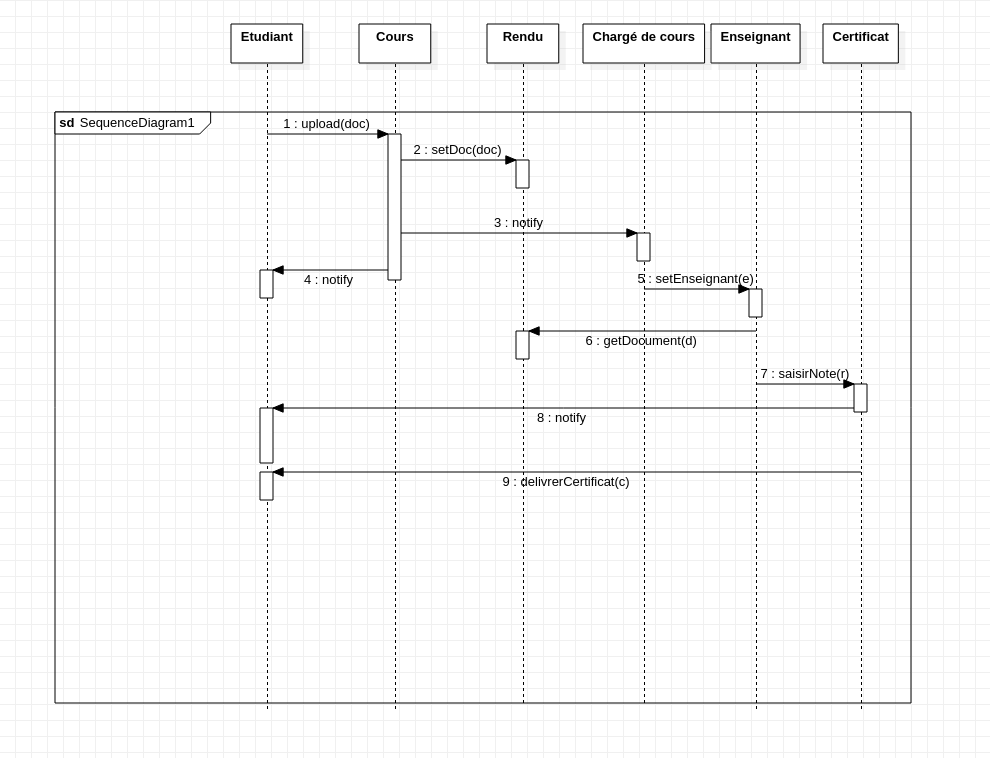 Etudiant
Cours
Rendu
Chargé de cours
Enseignant
Certificat
sd SequenceDiagram1
1 : upload(doc)
2 : setDoc(doc)
3 : notify
4 : notify
5 : setEnseignant(e)
6 : getDocument(d)
7 : saisirNote(r)
8 : notify
9 : delivrerCertificat(c)